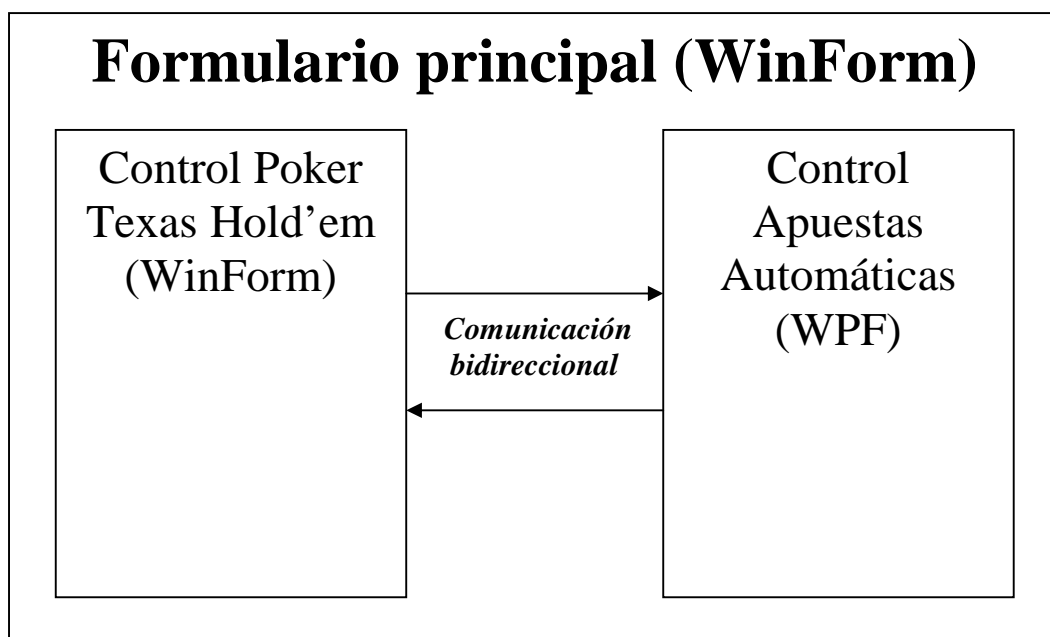 Formulario principal (WinForm)
Control Poker
Texas Hold’em
(WinForm)
Comunicación
bidireccional
Control
Apuestas
Automáticas
(WPF)